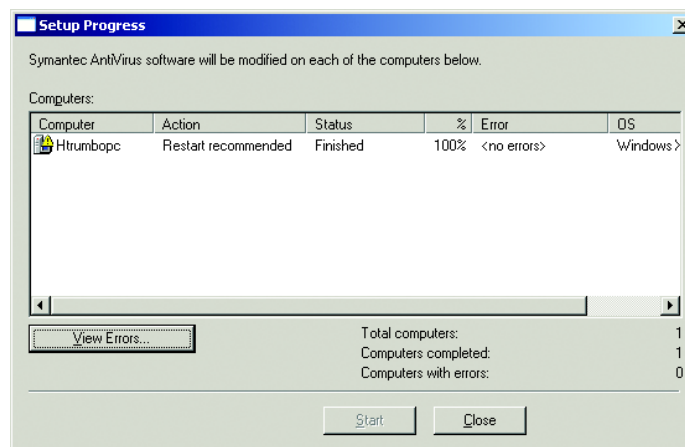 Setup Progress
Symantec AntiVirus software will be modified on each of the computers below.
Computers:
Computer Action Status % Error OS
Htrumbopc Restart recommended Finished 100% <no errors> Windows X
View Errors...
Total computers: 1
Computers completed: 1
Computers with errors: 0
Start Close